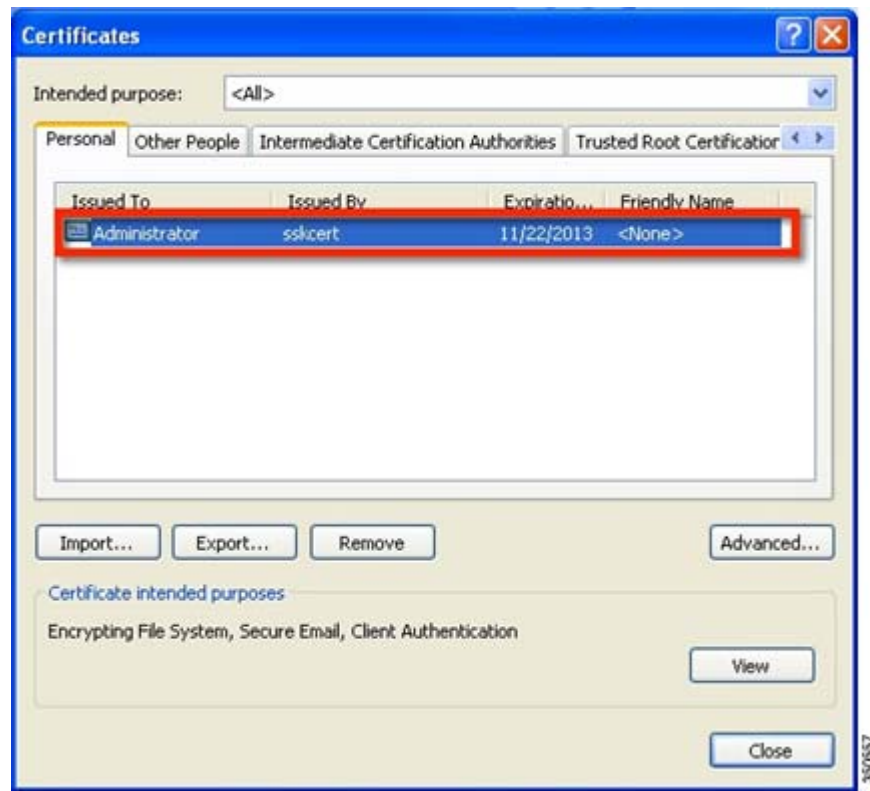 Certificates
Intended purpose: <All>
Personal Other People Intermediate Certification Authorities Trusted Root Certification
Issued To Issued By Expiratio... Friendly Name
Administrator sskcert 11/22/2013 <None>
Import... Export... Remove Advanced...
Certificate intended purposes
Encrypting File System, Secure Email, Client Authentication
View
Close
350557